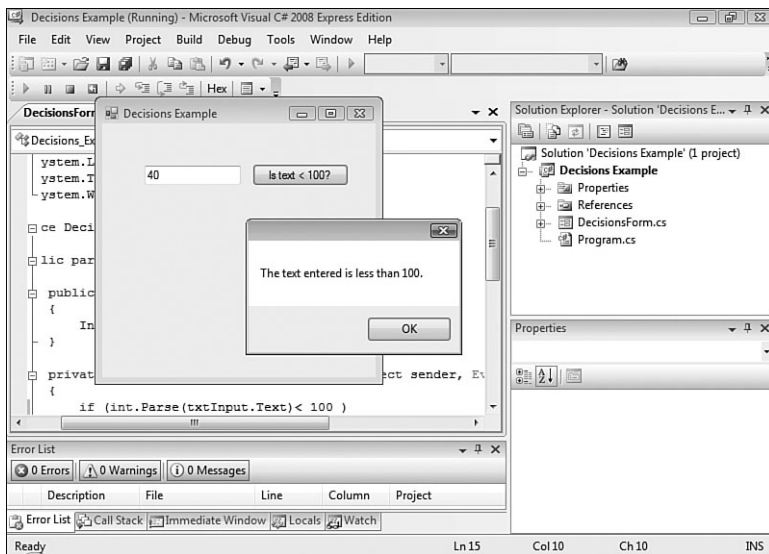 Decisions Example (Running) - Microsoft Visual C# 2008 Express Edition
File Edit View Project Build Debug Tools Window Help
Hex
DecisionsForm
Decisions Example
Solution Explorer - Solution 'Decisions E...
Decisions_Ex
ystem.L
ystem.T
ystem.W
40
Is text < 100?
Solution 'Decisions Example' (1 project)
Decisions Example
Properties
References
DecisionsForm.cs
Program.cs
ce Deci
lic par
public
{
In
}
The text entered is less than 100.
OK
Properties
privat
ect sender, Ev
{
if (int.Parse(txtInput.Text)< 100 )
Error List
0 Errors 0 Warnings 0 Messages
Description File Line Column Project
Error List Call Stack Immediate Window Locals Watch
Ready Ln 15 Col 10 Ch 10 INS